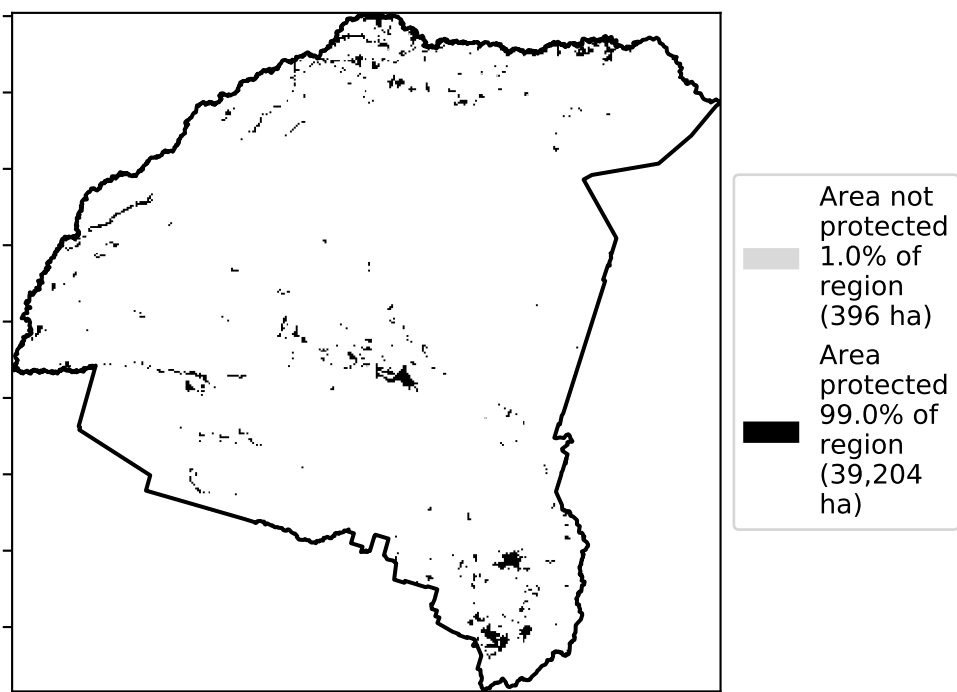 Area not
protected
1.0% of
region
(396 ha)
Area
protected
99.0% of
region
(39,204
ha)